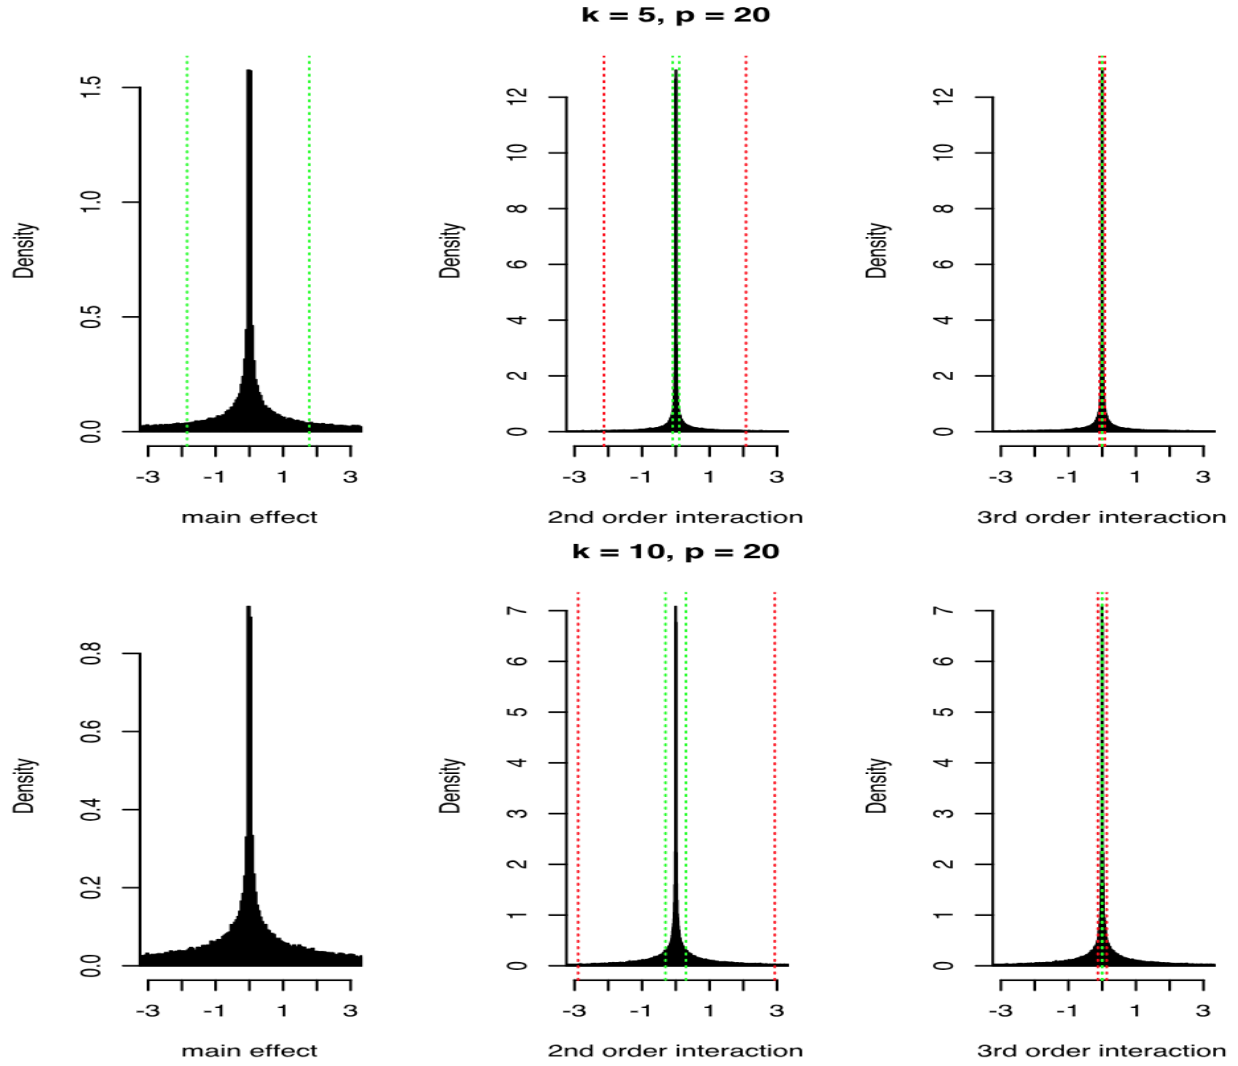 k = 5, p = 20
Density
0.0 0.5 1.0 1.5
-3 -1 1 3
main effect
Density
0 2 4 6 8 10 12
-3 -1 1 3
2nd order interaction
Density
0 2 4 6 8 10 12
-3 -1 1 3
3rd order interaction
k = 10, p = 20
Density
0.0 0.2 0.4 0.6 0.8
-3 -1 1 3
main effect
Density
0 1 2 3 4 5 6 7
-3 -1 1 3
2nd order interaction
Density
0 1 2 3 4 5 6 7
-3 -1 1 3
3rd order interaction